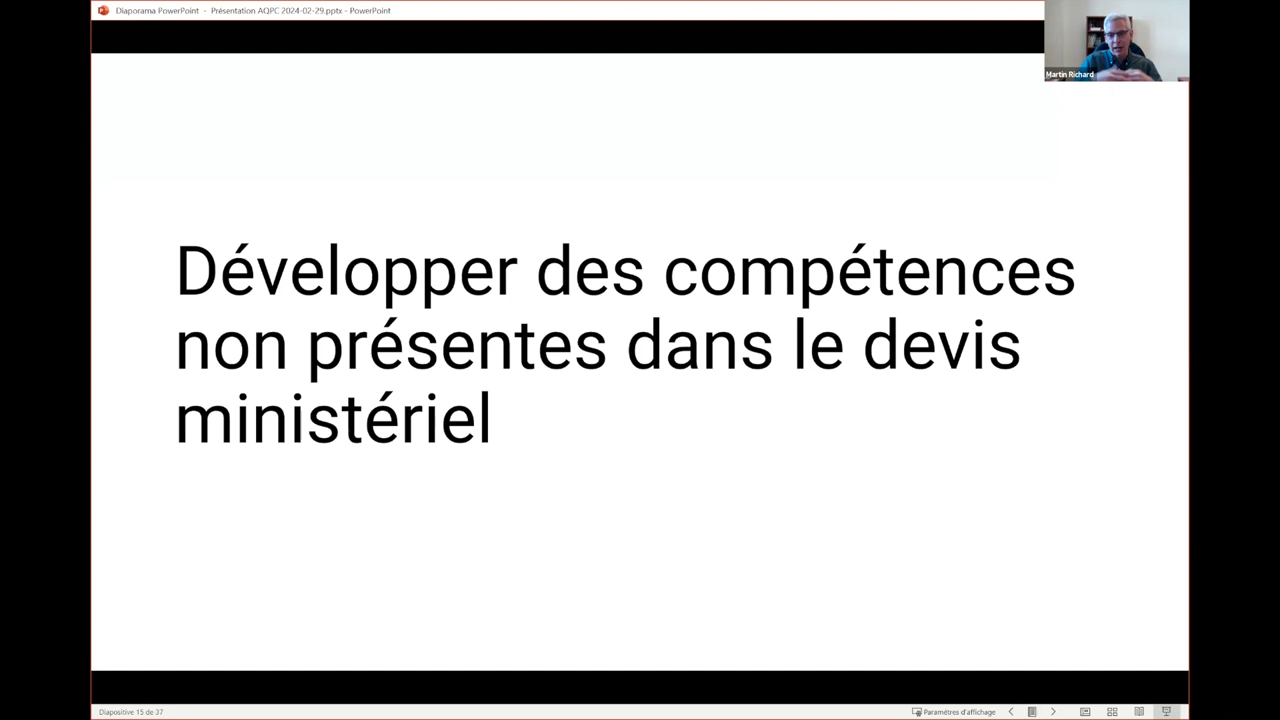 Diaporama PowerPoint - Présentation AQPC 2024-02-29.pptx - PowerPoint
Martin Richard
Développer des compétences
non présentes dans le devis
ministériel
Diapositive 15 de 37
Paramètres d'affichage